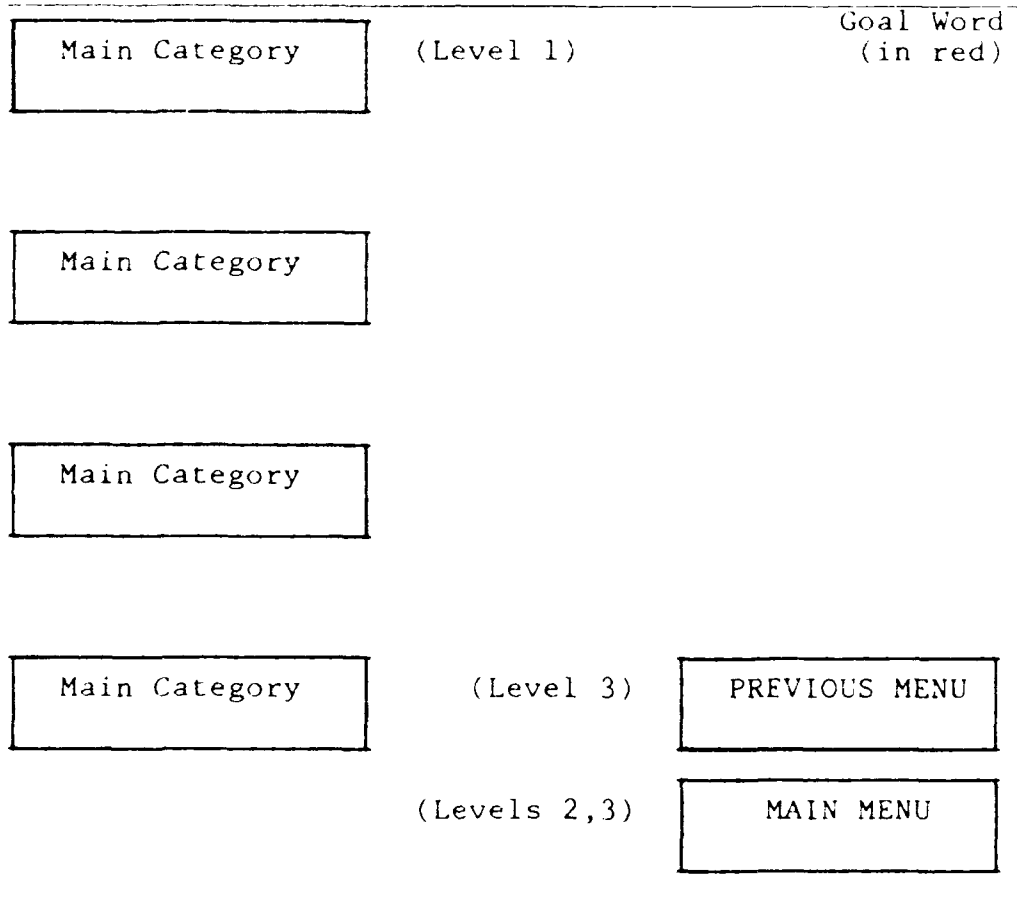 Main Category (Level 1) Goal Word
(in red)
Main Category
Main Category
Main Category (Level 3) PREVIOUS MENU
(Levels 2,3) MAIN MENU